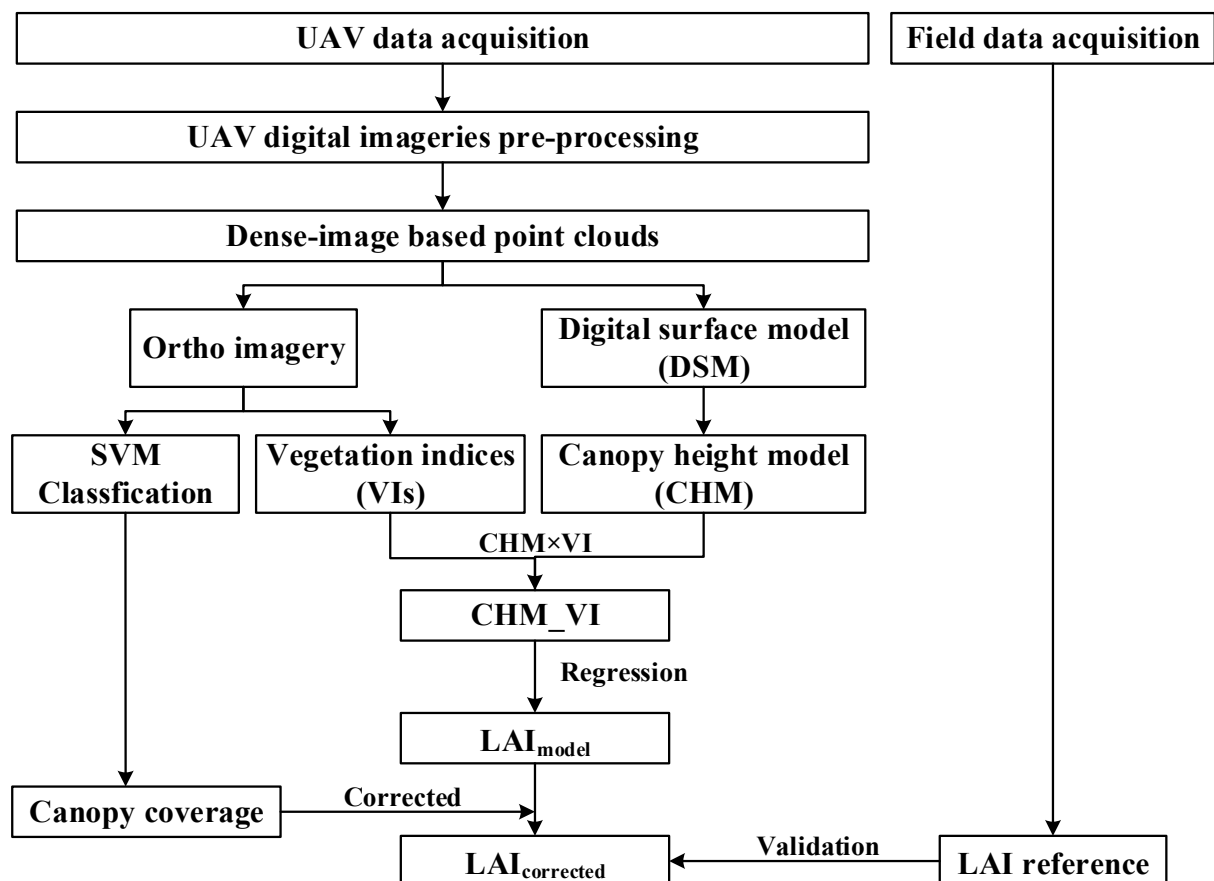 UAV data acquisition
Field data acquisition
UAV digital imageries pre-processing
Dense-image based point clouds
Ortho imagery
Digital surface model
(DSM)
SVM
Classfication
Vegetation indices
(VIs)
Canopy height model
(CHM)
CHM×VI
CHM_VI
Regression
LAImodel
Canopy coverage
Corrected
LAIcorrected
Validation
LAI reference